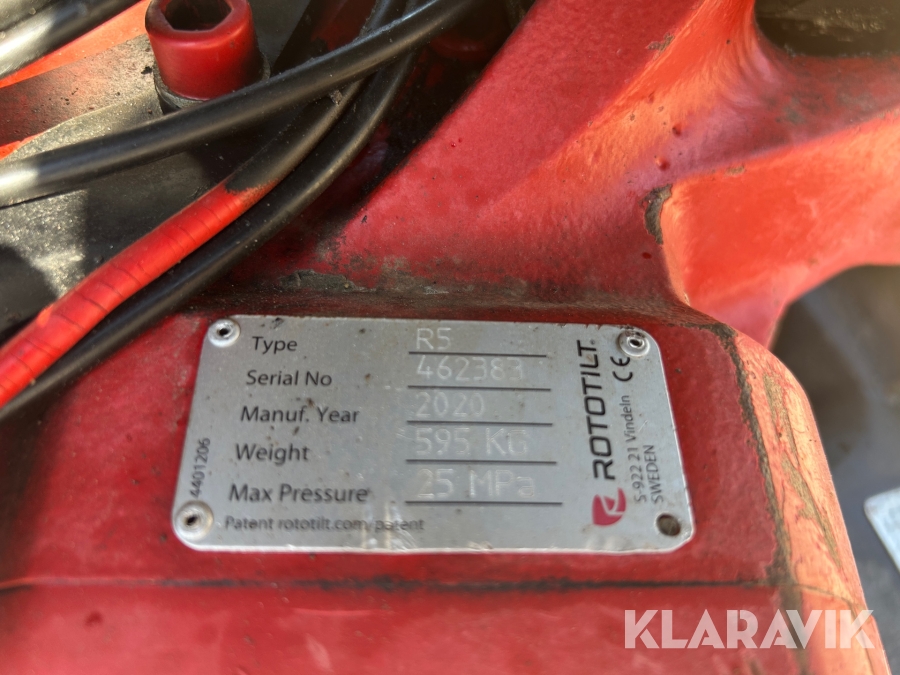 Type R5
Serial No 462383
Manuf. Year 2020
Weight 595 KG
Max Pressure 25 MPa
Patent rototilt.com/patent
4401206
ROTOTILT®
CE
S-922 21 Vindeln
SWEDEN
KLARAVIK